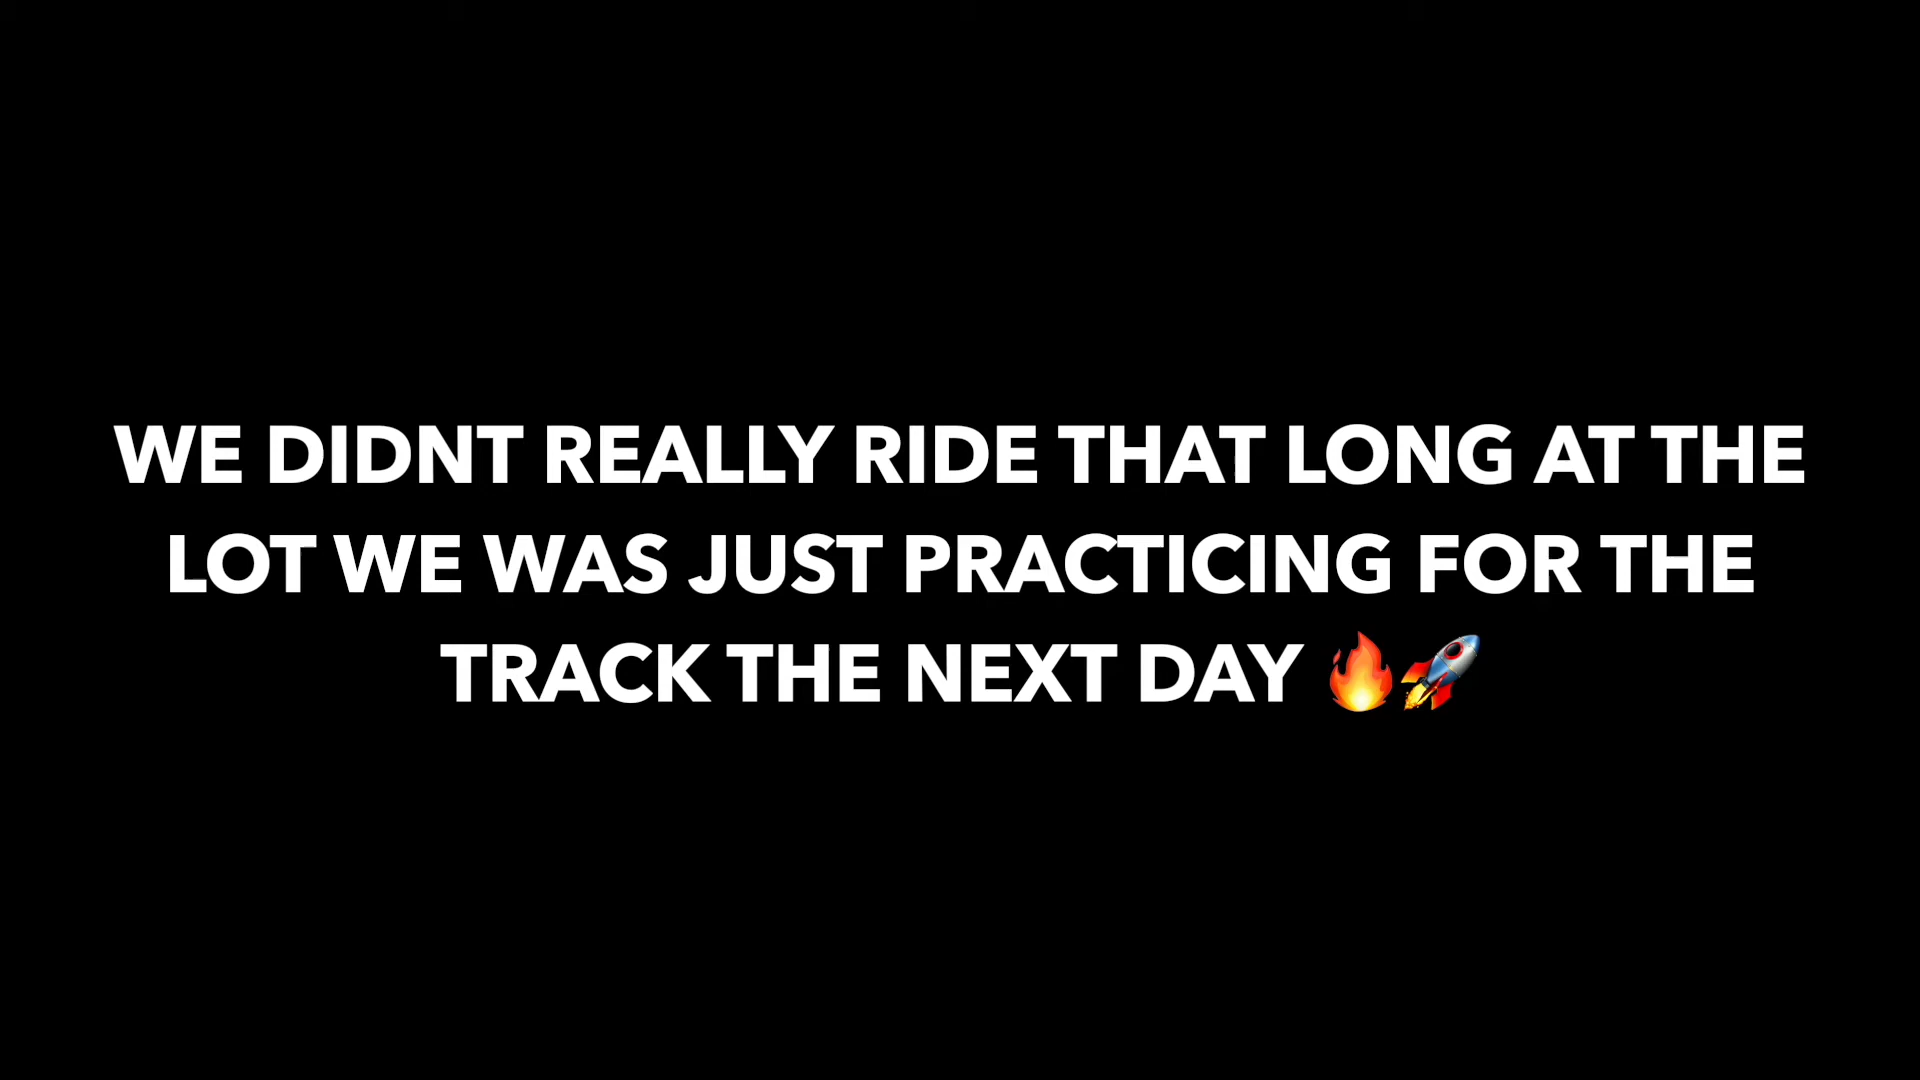 WE DIDNT REALLY RIDE THAT LONG AT THE
LOT WE WAS JUST PRACTICING FOR THE
TRACK THE NEXT DAY 🔥🚀